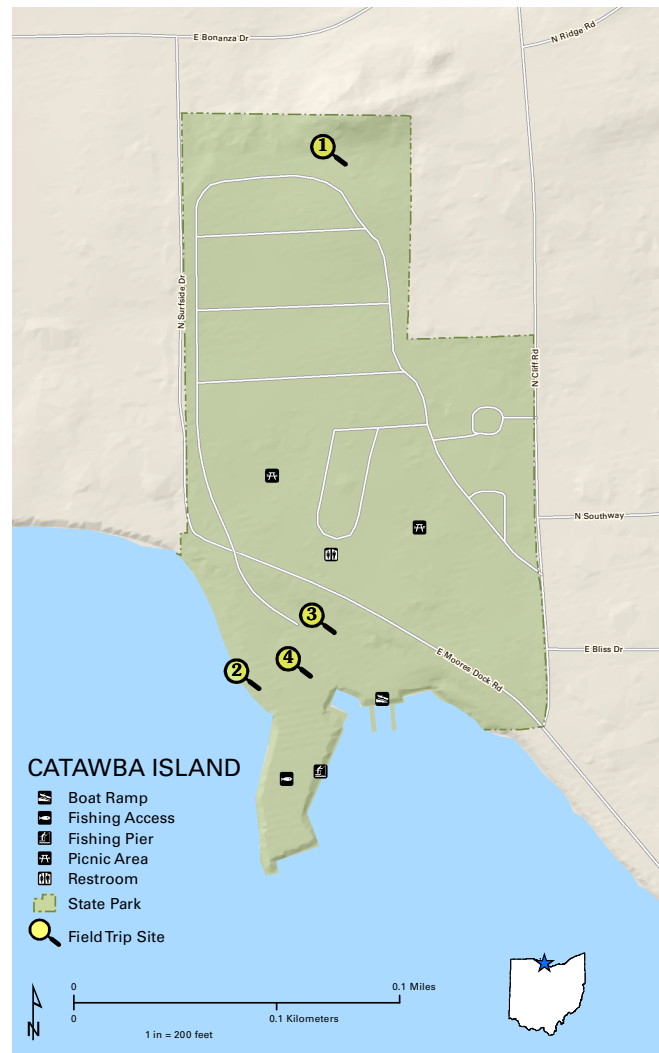 E Bonanza Dr
N Ridge Rd
1
N Surfside Dr
N Cliff Rd
N Southway
3
E Bliss Dr
4
2
E Moores Dock Rd
CATAWBA ISLAND
Boat Ramp
Fishing Access
Fishing Pier
Picnic Area
Restroom
State Park
Field Trip Site
0
0.1 Miles
0
0.1 Kilometers
1 in = 200 feet
N